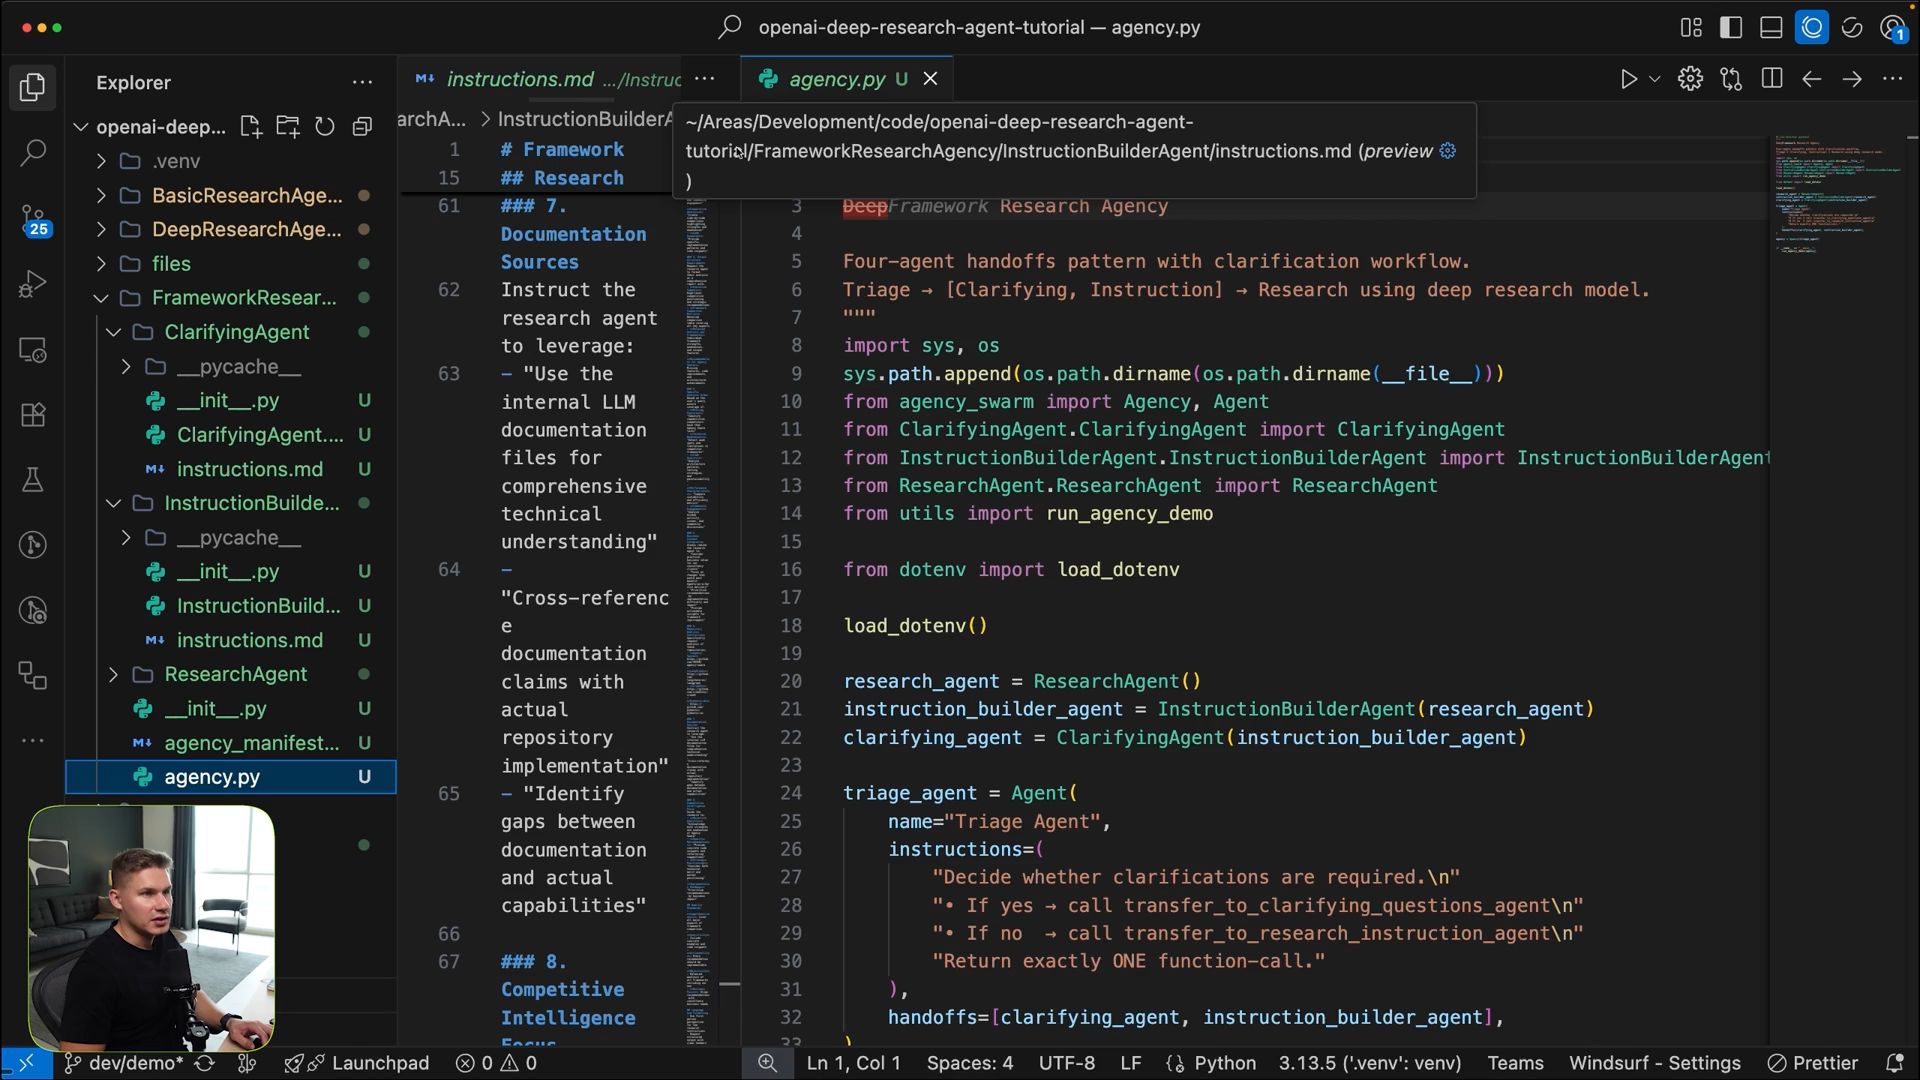 openai-deep-research-agent-tutorial — agency.py
1
Explorer
instructions.md .../Instruc
agency.py U
openai-deep...
archA... > InstructionBuilderA
~/Areas/Development/code/openai-deep-research-agent-
tutorial/FrameworkResearchAgency/InstructionBuilderAgent/instructions.md (preview
)
.venv
BasicResearchAge...
DeepResearchAge...
files
FrameworkResear...
ClarifyingAgent
__pycache__
__init__.py U
ClarifyingAgent.... U
instructions.md U
InstructionBuilde...
__pycache__
__init__.py U
InstructionBuild... U
instructions.md U
ResearchAgent
__init__.py U
agency_manifest... U
agency.py U
25
1 # Framework
15 ## Research
61 ### 7.
Documentation
Sources
62 Instruct the
research agent
to leverage:
63 - "Use the
internal LLM
documentation
files for
comprehensive
technical
understanding"
64 -
"Cross-referenc
e
documentation
claims with
actual
repository
implementation"
65 - "Identify
gaps between
documentation
and actual
capabilities"
66
67 ### 8.
Competitive
Intelligence
Focus
3 DeepFramework Research Agency
4
5 Four-agent handoffs pattern with clarification workflow.
6 Triage → [Clarifying, Instruction] → Research using deep research model.
7 """
8 import sys, os
9 sys.path.append(os.path.dirname(os.path.dirname(__file__)))
10 from agency_swarm import Agency, Agent
11 from ClarifyingAgent.ClarifyingAgent import ClarifyingAgent
12 from InstructionBuilderAgent.InstructionBuilderAgent import InstructionBuilderAgent
13 from ResearchAgent.ResearchAgent import ResearchAgent
14 from utils import run_agency_demo
15
16 from dotenv import load_dotenv
17
18 load_dotenv()
19
20 research_agent = ResearchAgent()
21 instruction_builder_agent = InstructionBuilderAgent(research_agent)
22 clarifying_agent = ClarifyingAgent(instruction_builder_agent)
23
24 triage_agent = Agent(
25 name="Triage Agent",
26 instructions=(
27 "Decide whether clarifications are required.\n"
28 "• If yes → call transfer_to_clarifying_questions_agent\n"
29 "• If no → call transfer_to_research_instruction_agent\n"
30 "Return exactly ONE function-call."
31 ),
32 handoffs=[clarifying_agent, instruction_builder_agent],
33 )
dev/demo* Launchpad 0 0 Ln 1, Col 1 Spaces: 4 UTF-8 LF {} Python 3.13.5 ('.venv': venv) Teams Windsurf - Settings Prettier